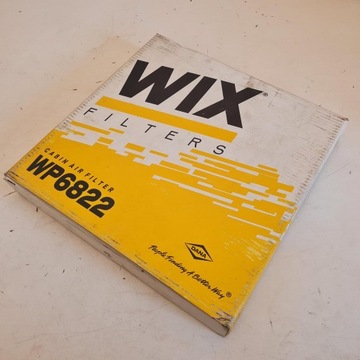 WIX®
FILTERS
CABIN AIR FILTER
WP6822
DANA
People Finding A Better Way®